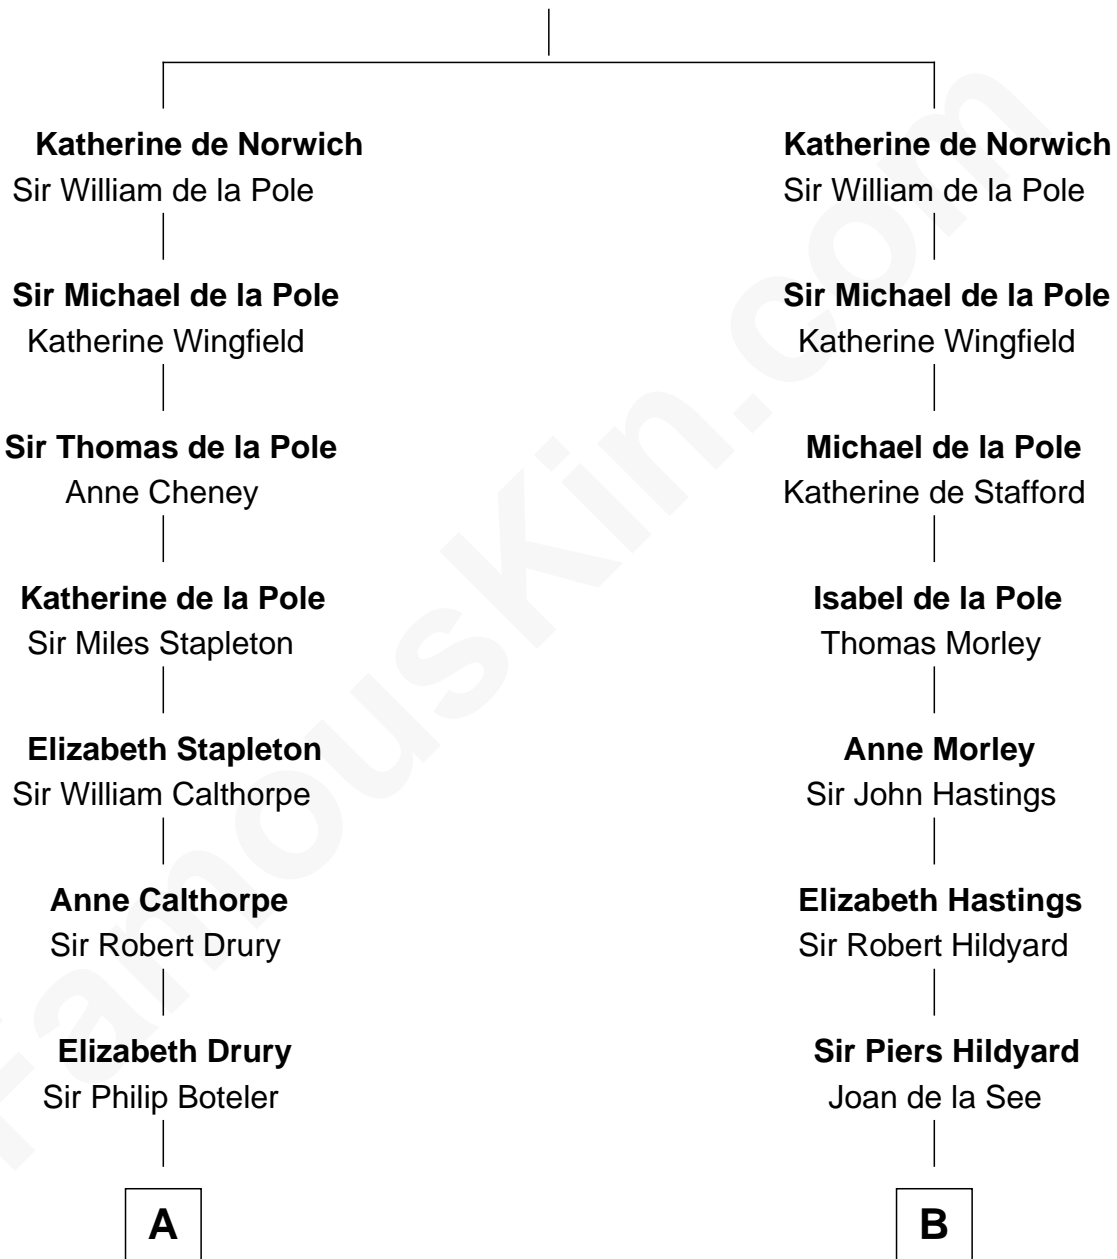 Katherine de Norwich
Sir William de la Pole
Sir Michael de la Pole
Katherine Wingfield
Sir Thomas de la Pole
Anne Cheney
Katherine de la Pole
Sir Miles Stapleton
Elizabeth Stapleton
Sir William Calthorpe
Anne Calthorpe
Sir Robert Drury
Elizabeth Drury
Sir Philip Boteler
A
Katherine de Norwich
Sir William de la Pole
Sir Michael de la Pole
Katherine Wingfield
Michael de la Pole
Katherine de Stafford
Isabel de la Pole
Thomas Morley
Anne Morley
Sir John Hastings
Elizabeth Hastings
Sir Robert Hildyard
Sir Piers Hildyard
Joan de la See
B
FamousKin.com